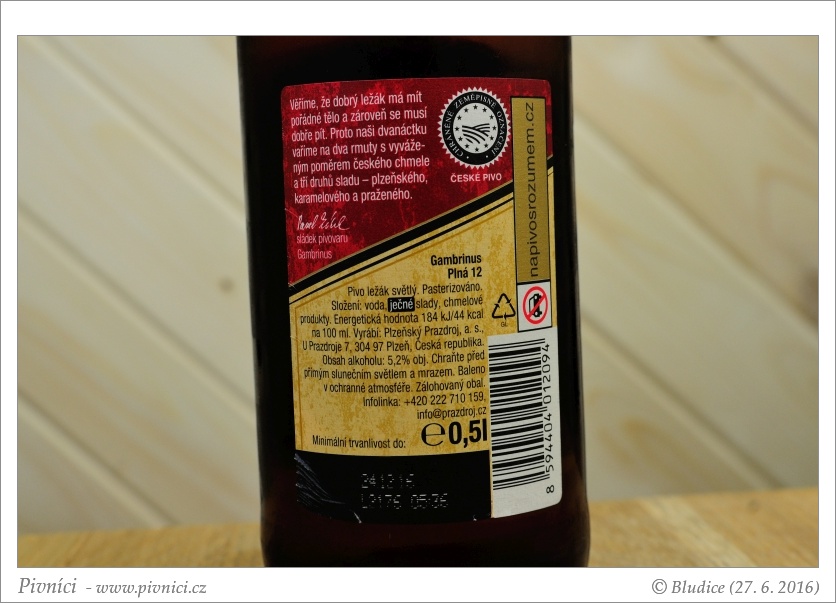 Věříme, že dobrý ležák má mít
pořádné tělo a zároveň se musí
dobře pít. Proto naši dvanáctku
vaříme na dva rmuty s vyváže-
ným poměrem českého chmele
a tří druhů sladu – plzeňského,
karamelového a praženého.
sládek pivovaru
Gambrinus
CHRÁNĚNÉ ZEMĚPISNÉ OZNAČENÍ
ČESKÉ PIVO
napivosrozumem.cz
Gambrinus
Plná 12
Pivo ležák světlý. Pasterizováno.
Složení: voda, ječné slady, chmelové
produkty. Energetická hodnota 184 kJ/44 kcal
na 100 ml. Vyrábí: Plzeňský Prazdroj, a. s.,
U Prazdroje 7, 304 97 Plzeň, Česká republika.
Obsah alkoholu: 5,2% obj. Chraňte před
přímým slunečním světlem a mrazem. Baleno
v ochranné atmosféře. Zálohovaný obal.
Infolinka: +420 222 710 159,
info@prazdroj.cz
Minimální trvanlivost do: ℮0,5l
GL
8 594404 012094
Pivníci - www.pivnici.cz
© Bludice (27. 6. 2016)